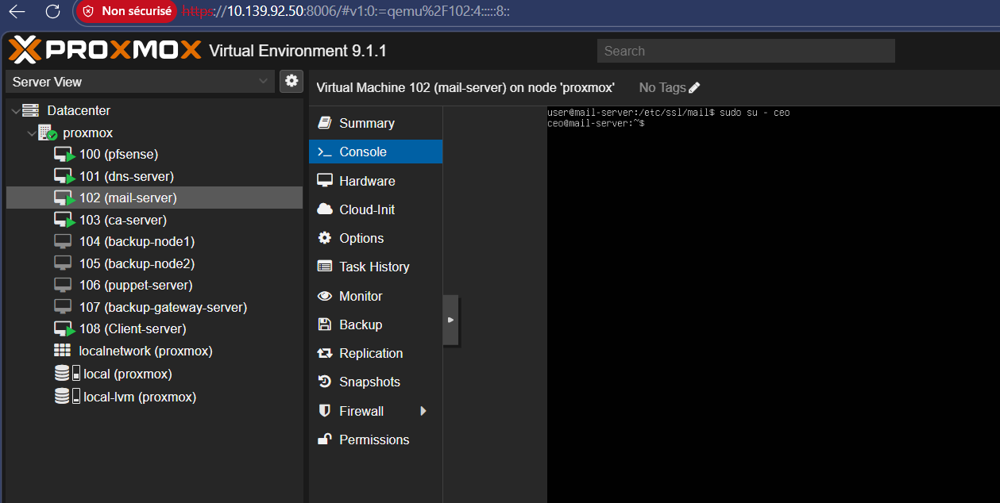 Non sécurisé https://10.139.92.50:8006/#v1:0:=qemu%2F102:4:::::8::
PROXMOX Virtual Environment 9.1.1
Search
Server View
Datacenter
proxmox
100 (pfsense)
101 (dns-server)
102 (mail-server)
103 (ca-server)
104 (backup-node1)
105 (backup-node2)
106 (puppet-server)
107 (backup-gateway-server)
108 (Client-server)
localnetwork (proxmox)
local (proxmox)
local-lvm (proxmox)
Virtual Machine 102 (mail-server) on node 'proxmox'
No Tags
Summary
Console
Hardware
Cloud-Init
Options
Task History
Monitor
Backup
Replication
Snapshots
Firewall
Permissions
user@mail-server:/etc/ssl/mail$ sudo su - ceo
ceo@mail-server:~$